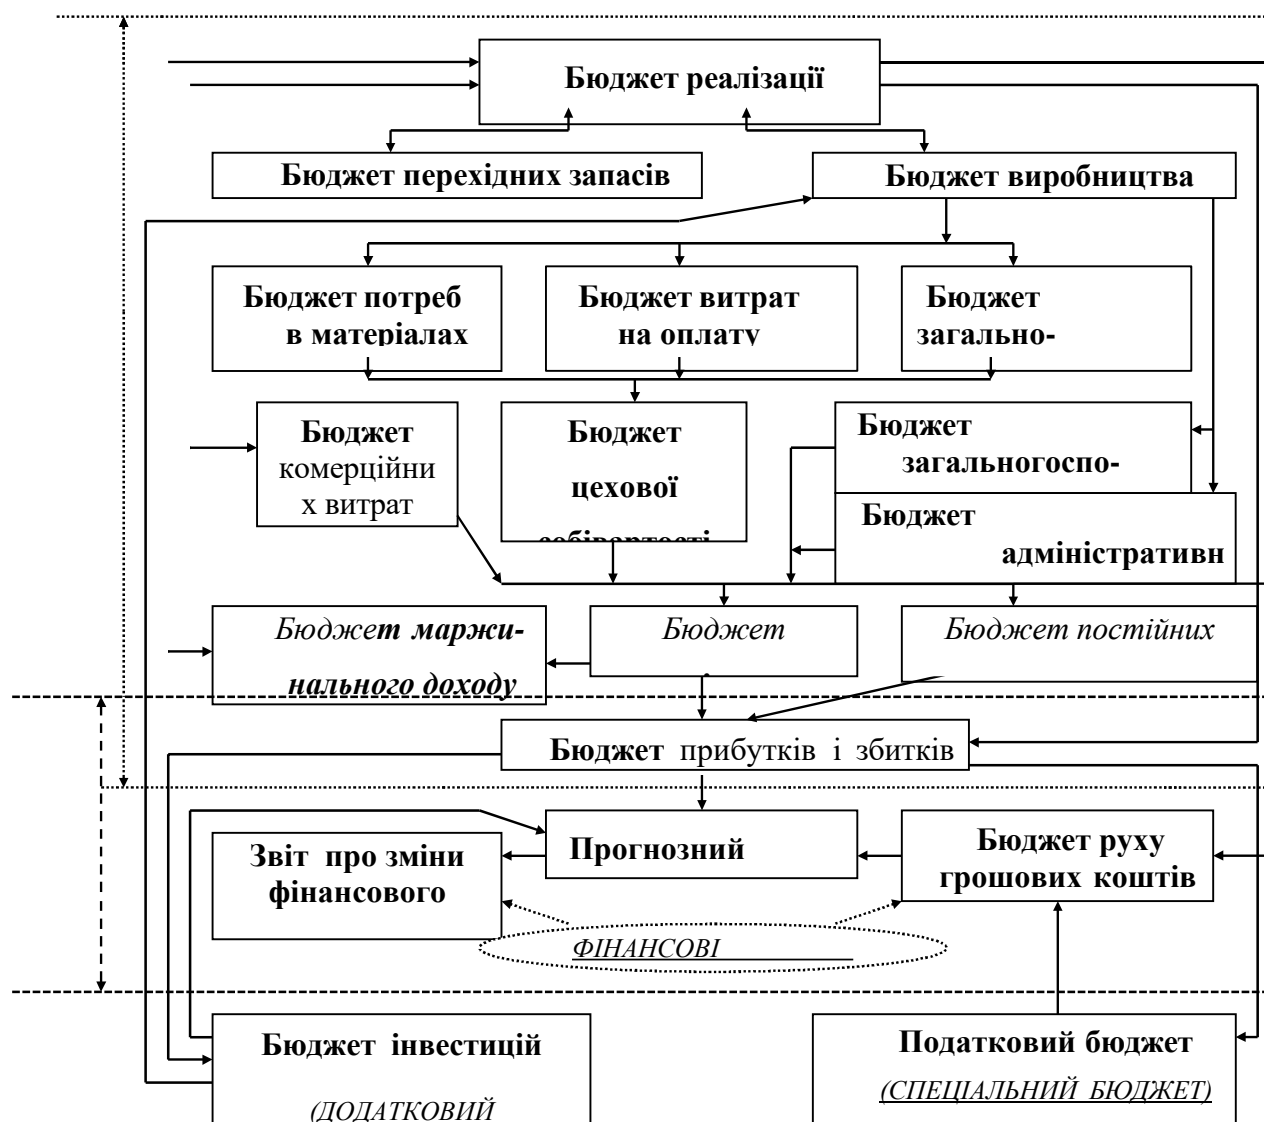 Бюджет реалізації
Бюджет перехідних запасів
Бюджет виробництва
Бюджет потреб
в матеріалах
Бюджет витрат
на оплату
Бюджет
загально-
Бюджет
комерційни
х витрат
Бюджет
цехової
собівартості
Бюджет
загальногоспо-
Бюджет
адміністративн
Бюджет маржи-
нального доходу
Бюджет
Бюджет постійних
Бюджет прибутків і збитків
Звіт про зміни
фінансового
Прогнозний
Бюджет руху
грошових коштів
ФІНАНСОВІ
Бюджет інвестицій
(ДОДАТКОВИЙ
Податковий бюджет
(СПЕЦІАЛЬНИЙ БЮДЖЕТ)